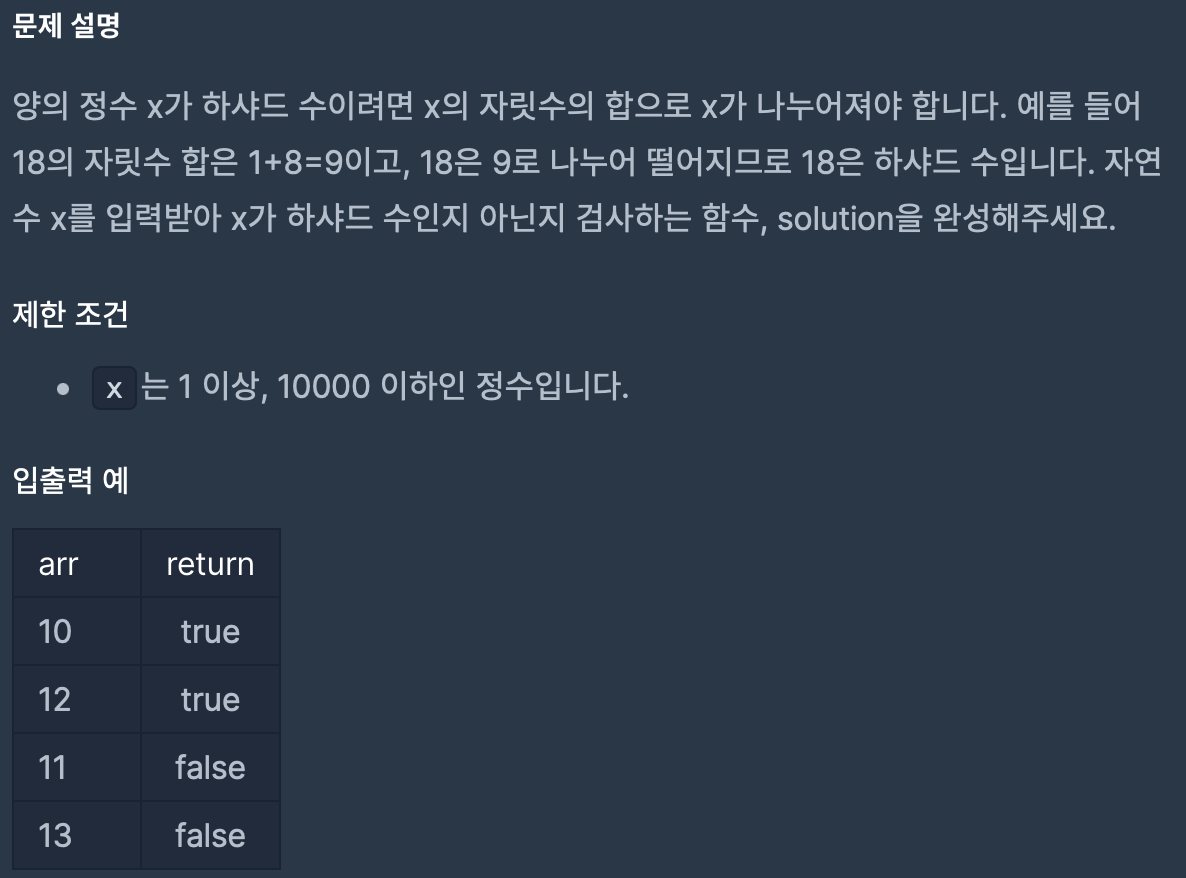 문제 설명
양의 정수 x가 하샤드 수이려면 x의 자릿수의 합으로 x가 나누어져야 합니다. 예를 들어
18의 자릿수 합은 1+8=9이고, 18은 9로 나누어 떨어지므로 18은 하샤드 수입니다. 자연
수 x를 입력받아 x가 하샤드 수인지 아닌지 검사하는 함수, solution을 완성해주세요.
제한 조건
• x 는 1 이상, 10000 이하인 정수입니다.
입출력 예
arr return
10 true
12 true
11 false
13 false